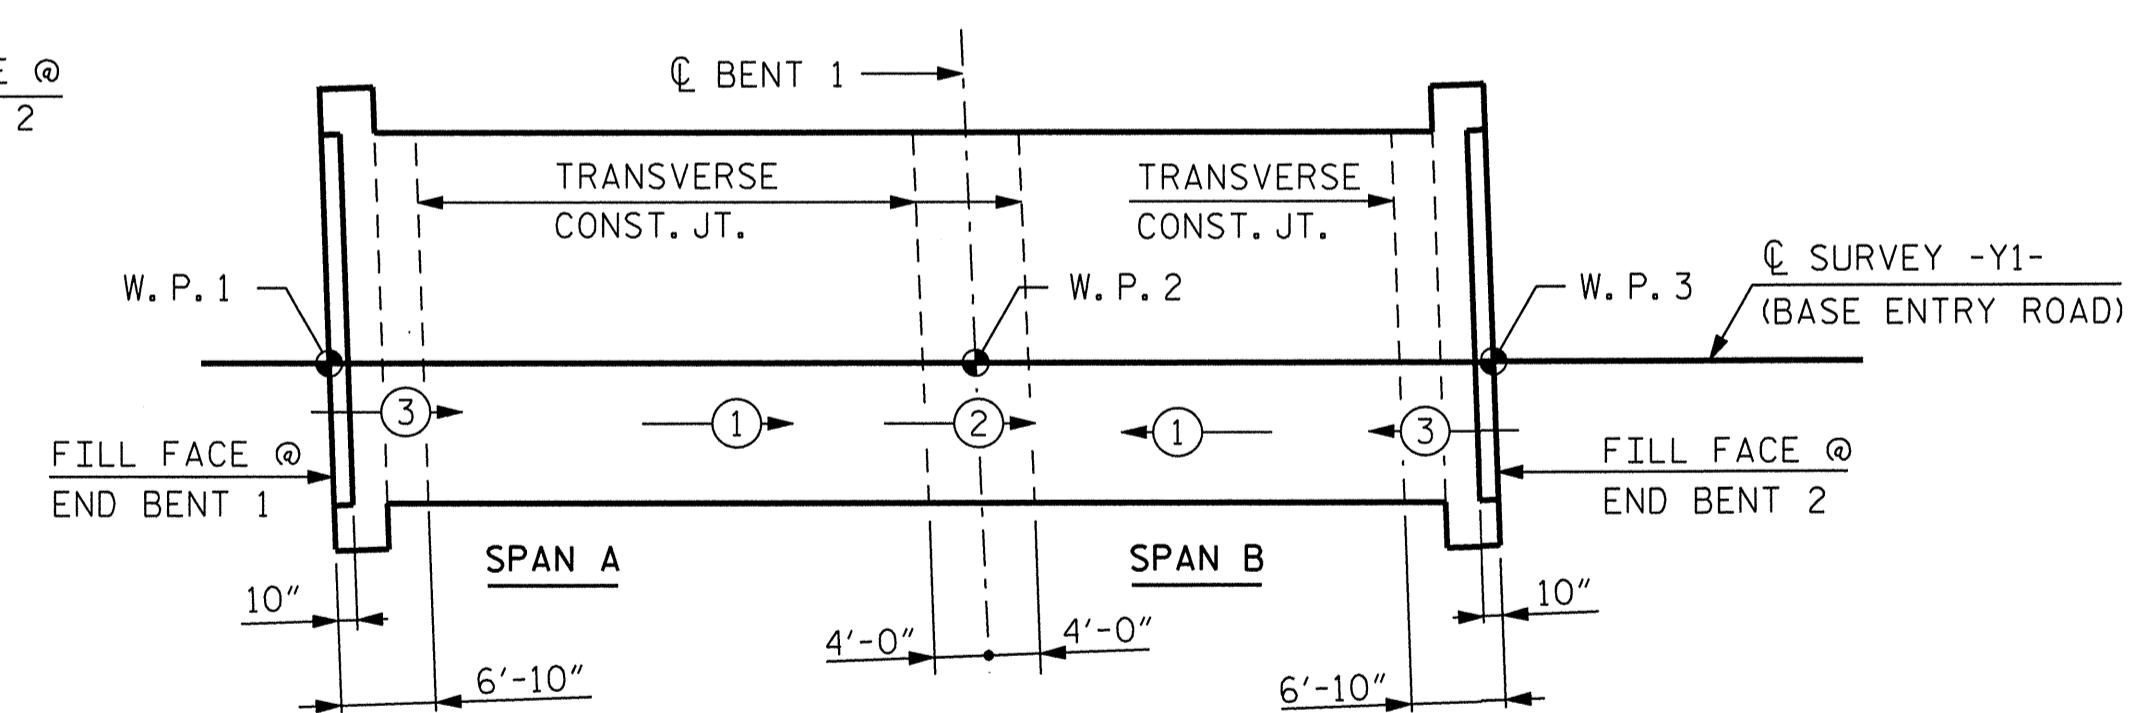 @
2
℄ BENT 1
TRANSVERSE
CONST. JT.
TRANSVERSE
CONST. JT.
℄ SURVEY -Y1-
(BASE ENTRY ROAD)
W. P. 1
W. P. 2
W. P. 3
3
1
2
1
3
FILL FACE @
END BENT 1
FILL FACE @
END BENT 2
SPAN A
SPAN B
10"
10"
4'-0"
4'-0"
6'-10"
6'-10"